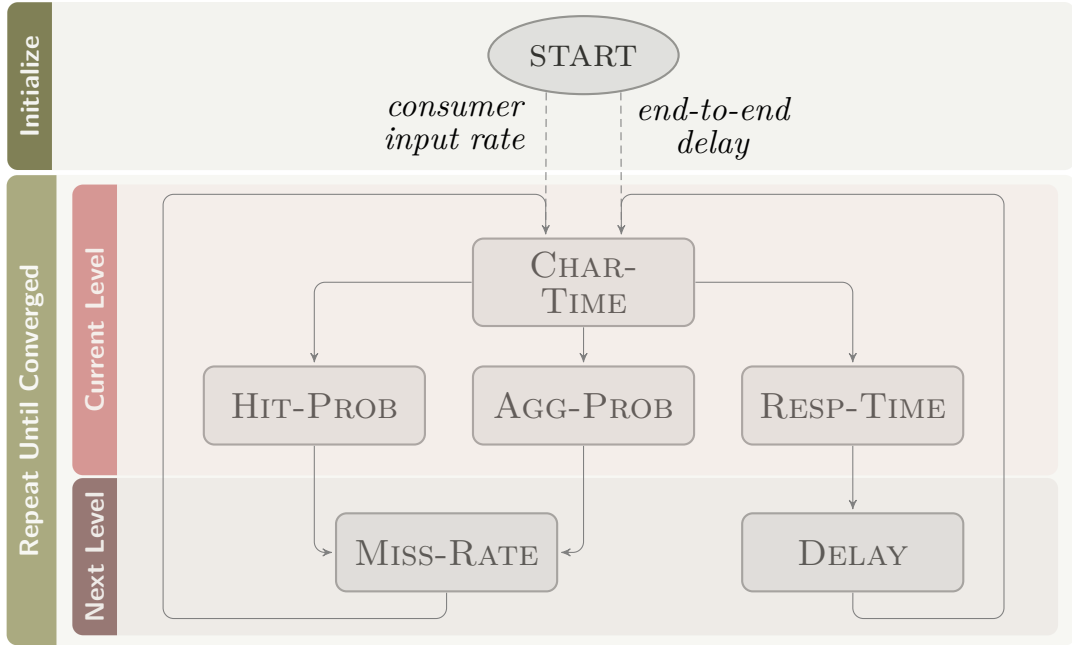 Initialize
START
consumer
input rate
end-to-end
delay
Repeat Until Converged
Current Level
CHAR-
TIME
HIT-PROB
AGG-PROB
RESP-TIME
Next Level
MISS-RATE
DELAY